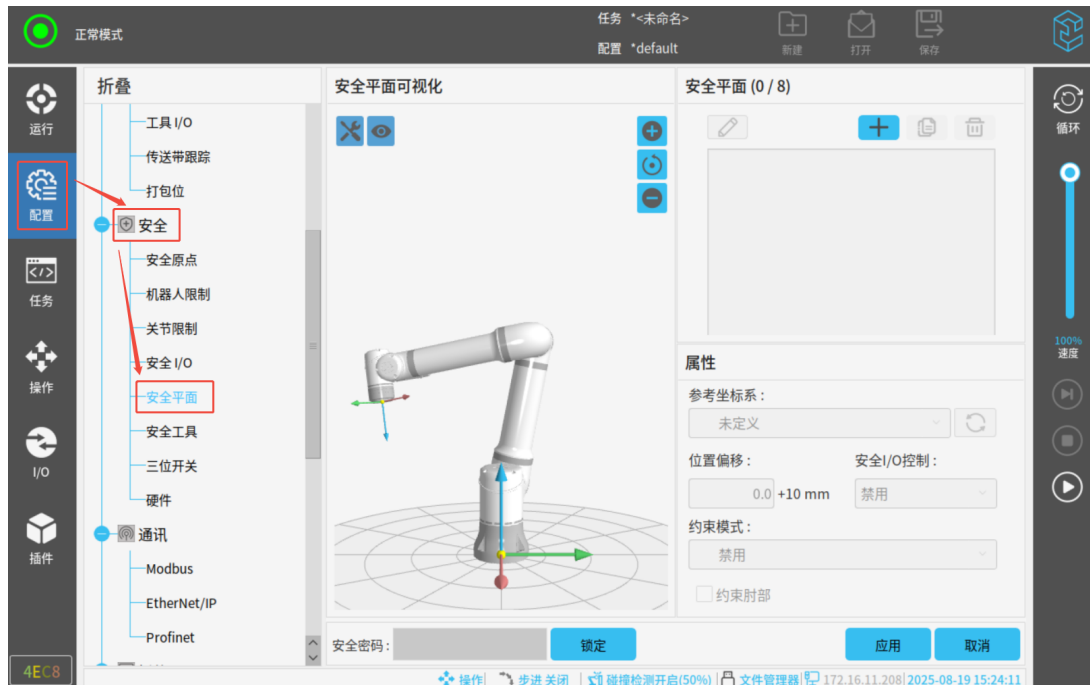 正常模式
任务 *<未命名>
配置 *default
新建
打开
保存
运行
配置
任务
操作
I/O
插件
4EC8
折叠
工具 I/O
传送带跟踪
打包位
安全
安全原点
机器人限制
关节限制
安全 I/O
安全平面
安全工具
三位开关
硬件
通讯
Modbus
EtherNet/IP
Profinet
安全平面可视化
安全平面 (0 / 8)
属性
参考坐标系 :
未定义
位置偏移 :
安全I/O控制 :
0.0 +10 mm
禁用
约束模式 :
禁用
约束肘部
安全密码 :
锁定
应用
取消
循环
100%
速度
操作
步进 关闭
碰撞检测开启(50%)
文件管理器
172.16.11.208
2025-08-19 15:24:11